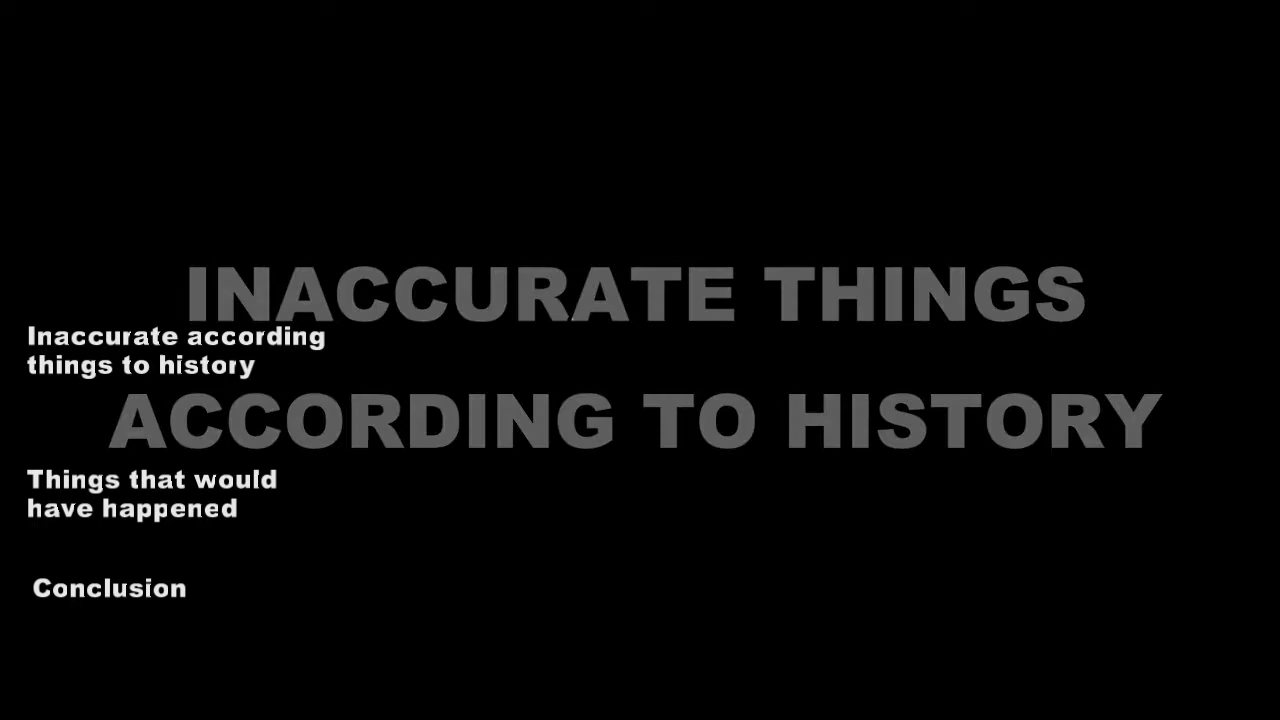 INACCURATE THINGS
ACCORDING TO HISTORY
Inaccurate according
things to history
Things that would
have happened
Conclusion